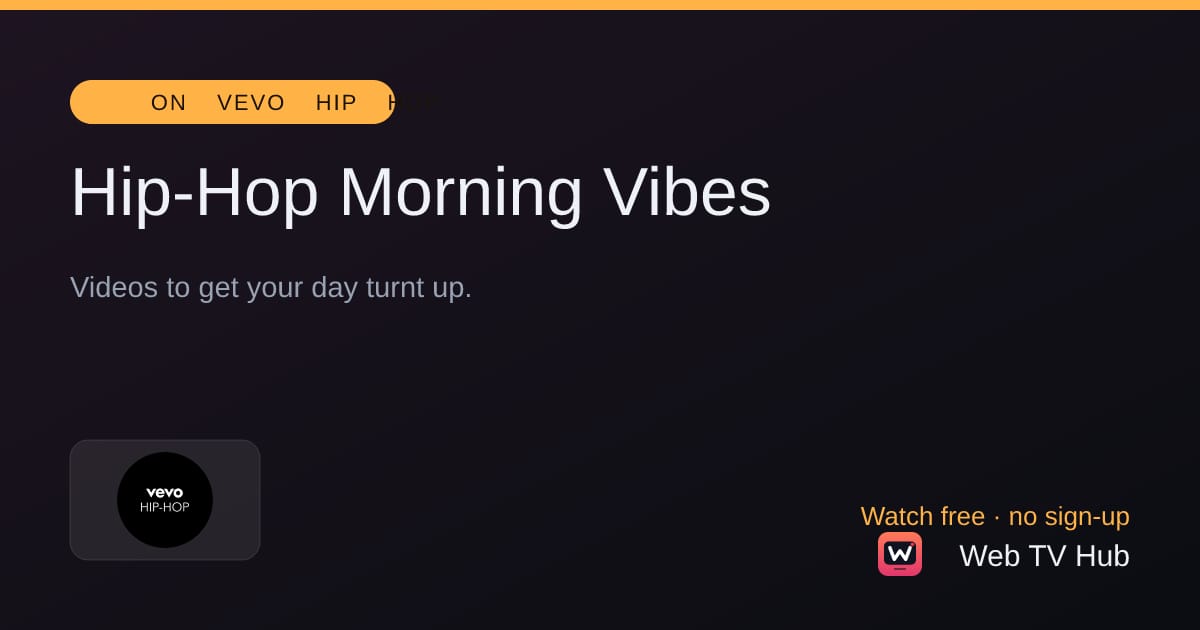 ON VEVO HIP HOP
Hip-Hop Morning Vibes
Videos to get your day turnt up.
vevo
HIP-HOP
Watch free · no sign-up
W
Web TV Hub